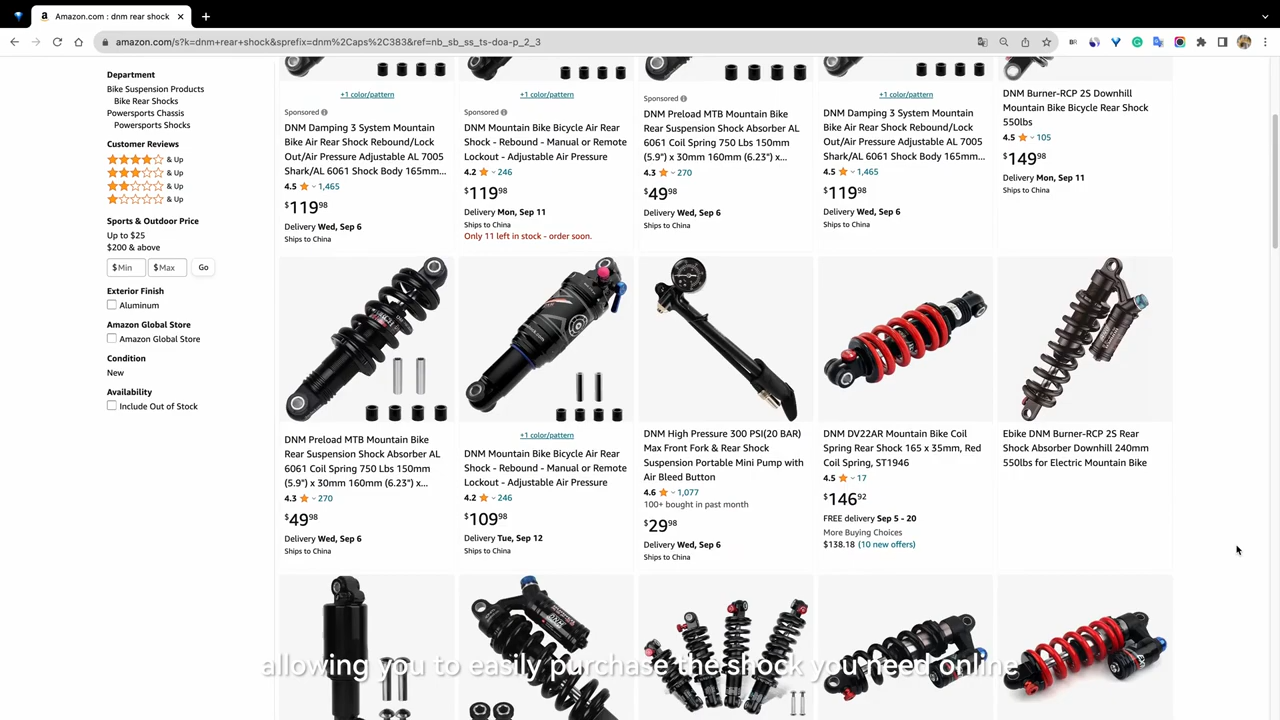 Amazon.com : dnm rear shock
amazon.com/s?k=dnm+rear+shock&sprefix=dnm%2Caps%2C383&ref=nb_sb_ss_ts-doa-p_2_3
Department
Bike Suspension Products
Bike Rear Shocks
Powersports Chassis
Powersports Shocks
Customer Reviews
& Up
& Up
& Up
& Up
Sports & Outdoor Price
Up to $25
$200 & above
$ Min
$ Max
Go
Exterior Finish
Aluminum
Amazon Global Store
Amazon Global Store
Condition
New
Availability
Include Out of Stock
+1 color/pattern
Sponsored
DNM Damping 3 System Mountain
Bike Air Rear Shock Rebound/Lock
Out/Air Pressure Adjustable AL 7005
Shark/AL 6061 Shock Body 165mm...
4.5 1,465
$119.98
Delivery Wed, Sep 6
Ships to China
+1 color/pattern
Sponsored
DNM Mountain Bike Bicycle Air Rear
Shock - Rebound - Manual or Remote
Lockout - Adjustable Air Pressure
4.2 246
$119.98
Delivery Mon, Sep 11
Ships to China
Only 11 left in stock - order soon.
Sponsored
DNM Preload MTB Mountain Bike
Rear Suspension Shock Absorber AL
6061 Coil Spring 750 Lbs 150mm
(5.9") x 30mm 160mm (6.23") x...
4.3 270
$49.98
Delivery Wed, Sep 6
Ships to China
+1 color/pattern
DNM Damping 3 System Mountain
Bike Air Rear Shock Rebound/Lock
Out/Air Pressure Adjustable AL 7005
Shark/AL 6061 Shock Body 165mm...
4.5 1,465
$119.98
Delivery Wed, Sep 6
Ships to China
DNM Burner-RCP 2S Downhill
Mountain Bike Bicycle Rear Shock
550lbs
4.5 105
$149.98
Delivery Mon, Sep 11
Ships to China
DNM Preload MTB Mountain Bike
Rear Suspension Shock Absorber AL
6061 Coil Spring 750 Lbs 150mm
(5.9") x 30mm 160mm (6.23") x...
4.3 270
$49.98
Delivery Wed, Sep 6
Ships to China
+1 color/pattern
DNM Mountain Bike Bicycle Air Rear
Shock - Rebound - Manual or Remote
Lockout - Adjustable Air Pressure
4.2 246
$109.98
Delivery Tue, Sep 12
Ships to China
DNM High Pressure 300 PSI(20 BAR)
Max Front Fork & Rear Shock
Suspension Portable Mini Pump with
Air Bleed Button
4.6 1,077
100+ bought in past month
$29.98
Delivery Wed, Sep 6
Ships to China
DNM DV22AR Mountain Bike Coil
Spring Rear Shock 165 x 35mm, Red
Coil Spring, ST1946
4.5 17
$146.92
FREE delivery Sep 5 - 20
More Buying Choices
$138.18 (10 new offers)
Ebike DNM Burner-RCP 2S Rear
Shock Absorber Downhill 240mm
550lbs for Electric Mountain Bike
allowing you to easily purchase the shock you need online